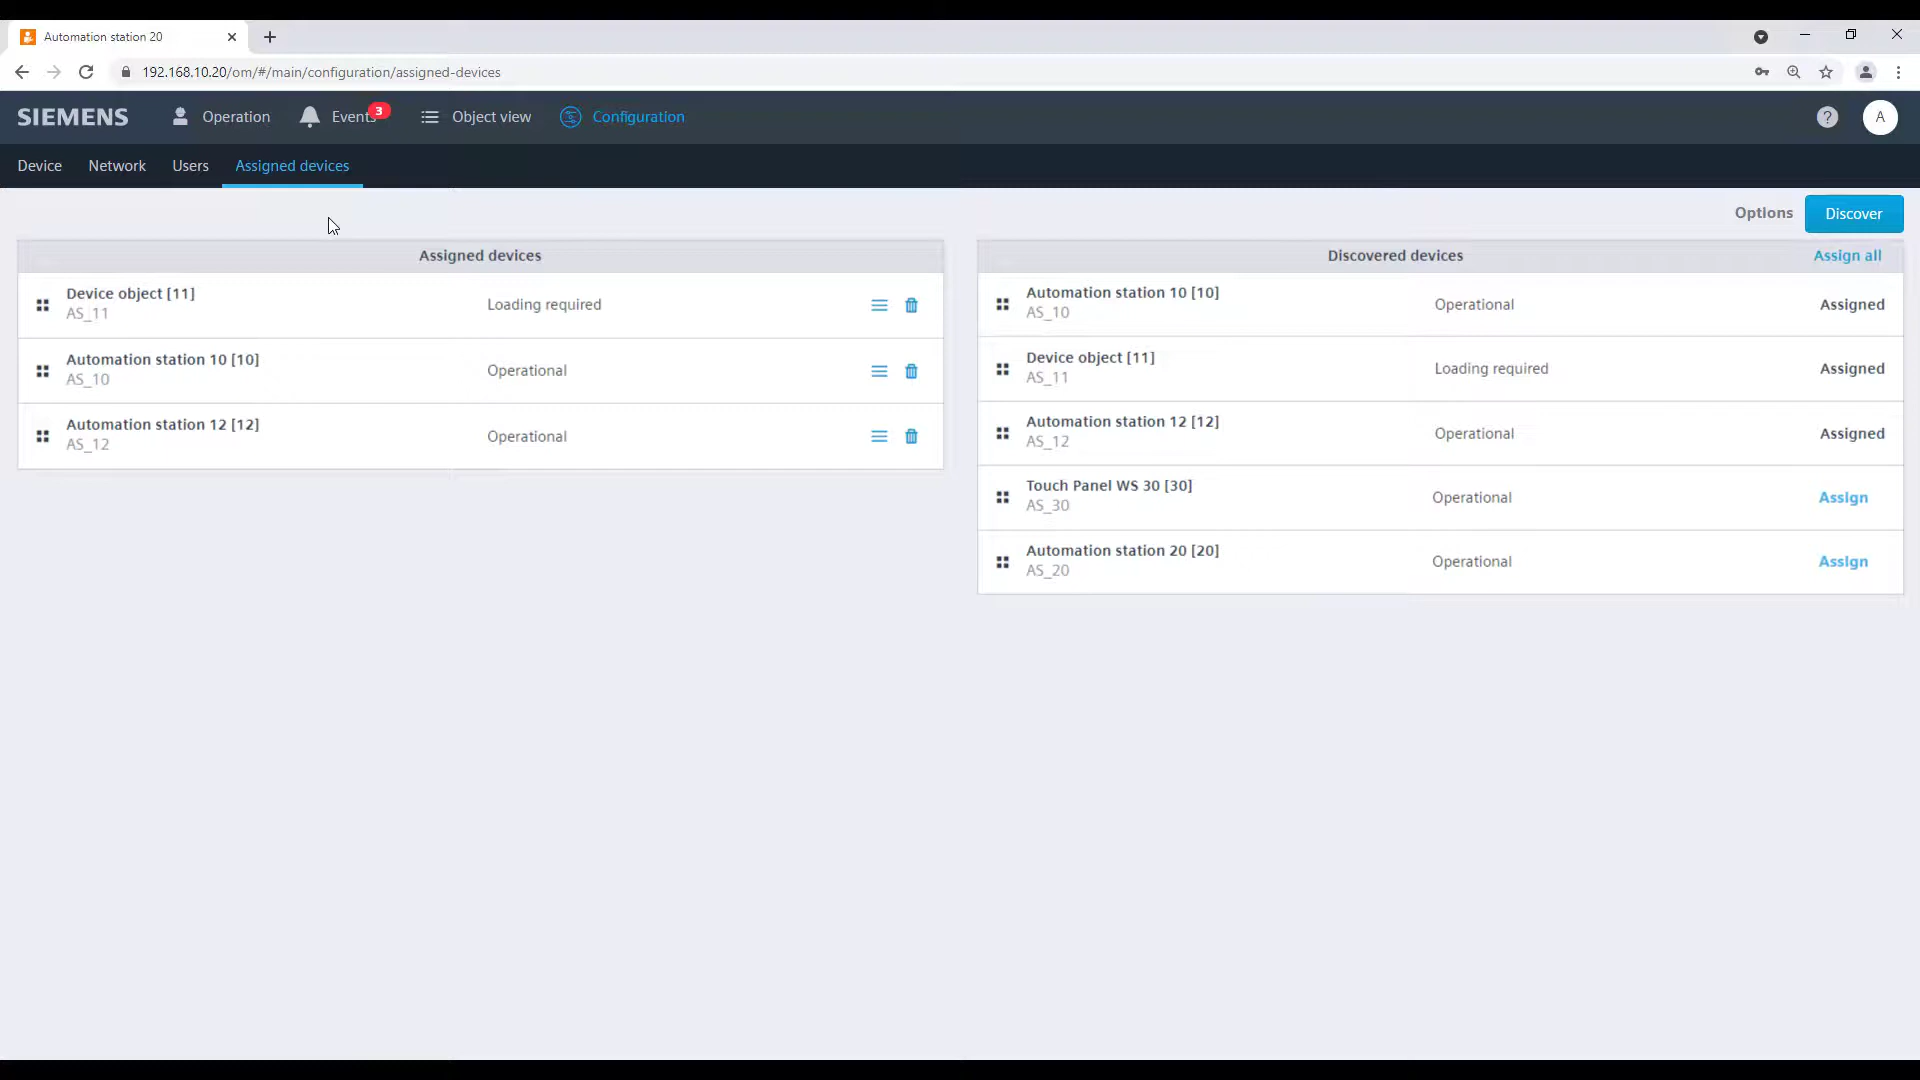 Automation station 20
192.168.10.20/om/#/main/configuration/assigned-devices
SIEMENS Operation Events 3 Object view Configuration ? A
Device Network Users Assigned devices
Options Discover
Assigned devices
Device object [11]
AS_11
Loading required
Automation station 10 [10]
AS_10
Operational
Automation station 12 [12]
AS_12
Operational
Discovered devices Assign all
Automation station 10 [10]
AS_10
Operational Assigned
Device object [11]
AS_11
Loading required Assigned
Automation station 12 [12]
AS_12
Operational Assigned
Touch Panel WS 30 [30]
AS_30
Operational Assign
Automation station 20 [20]
AS_20
Operational Assign